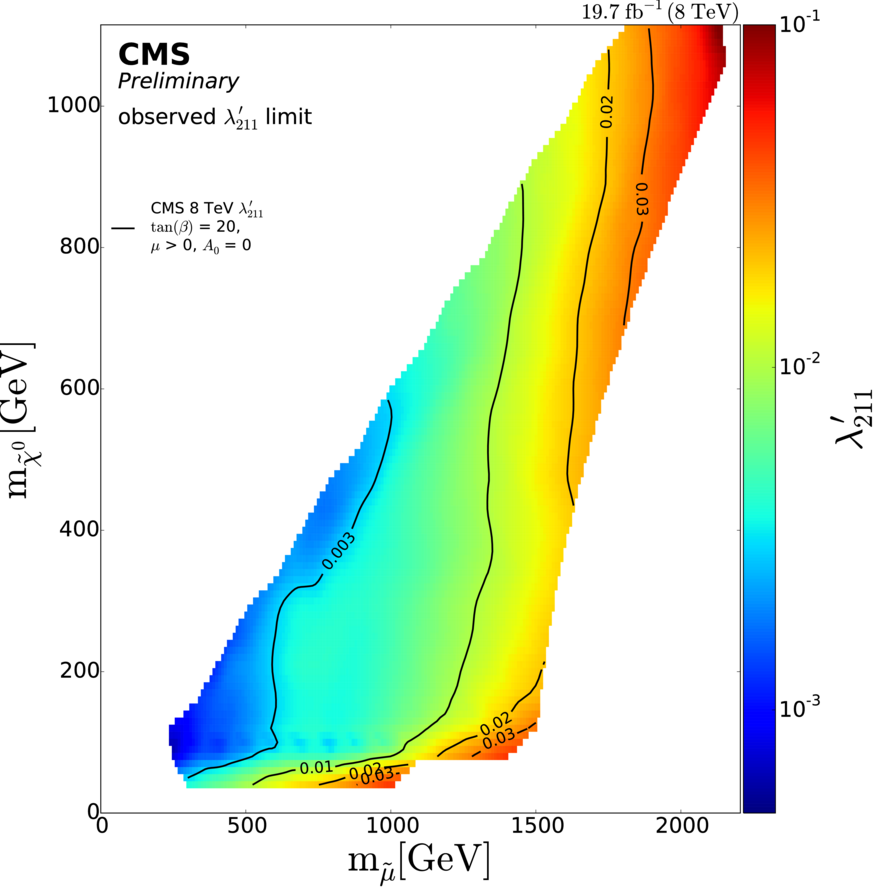 19.7 fb⁻¹ (8 TeV)
CMS
Preliminary
observed λ′₂₁₁ limit
CMS 8 TeV λ′₂₁₁
tan(β) = 20,
μ > 0, A₀ = 0
1000
800
600
400
200
0
m_χ̃⁰[GeV]
0.02
0.03
0.003
0.02
0.03
0.01
0.02
0.03
0
500
1000
1500
2000
m_μ̃[GeV]
10⁻¹
10⁻²
10⁻³
λ′₂₁₁